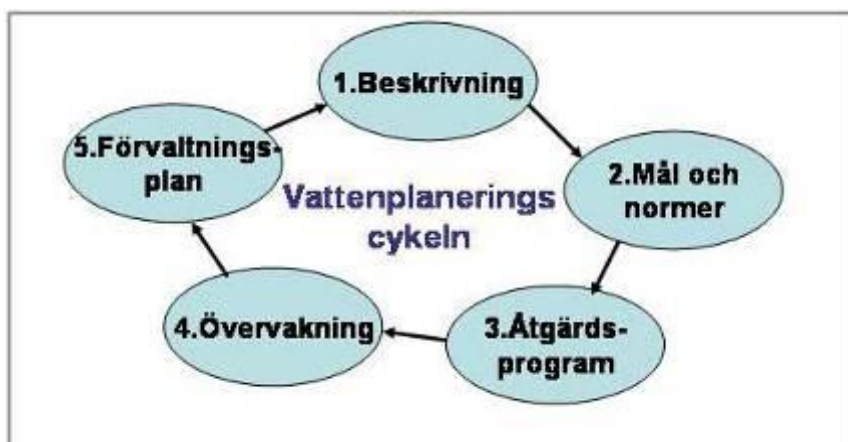 1.Beskrivning
2.Mål och
normer
3.Åtgärds-
program
4.Övervakning
5.Förvaltnings-
plan
Vattenplanerings
cykeln